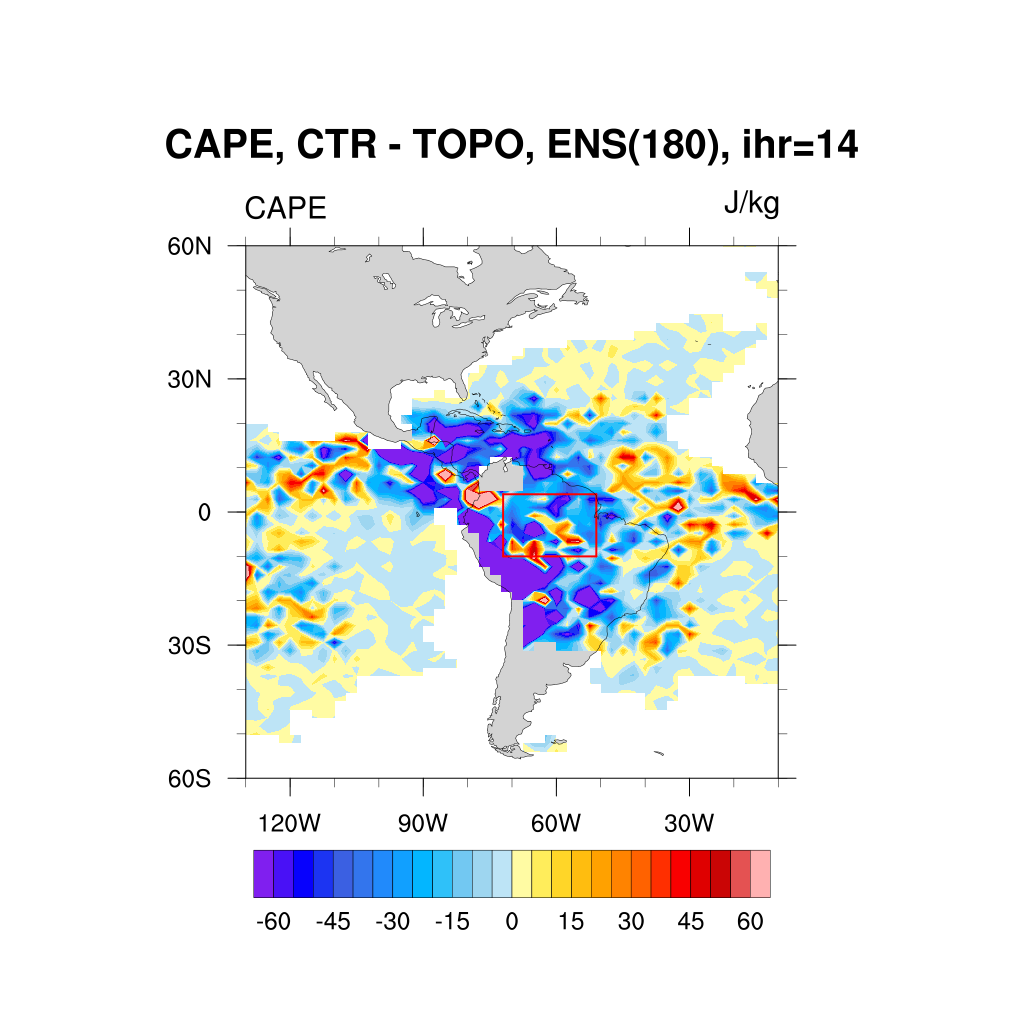 CAPE, CTR - TOPO, ENS(180), ihr=14
CAPE J/kg
60N
30N
0
30S
60S
120W 90W 60W 30W
-60 -45 -30 -15 0 15 30 45 60